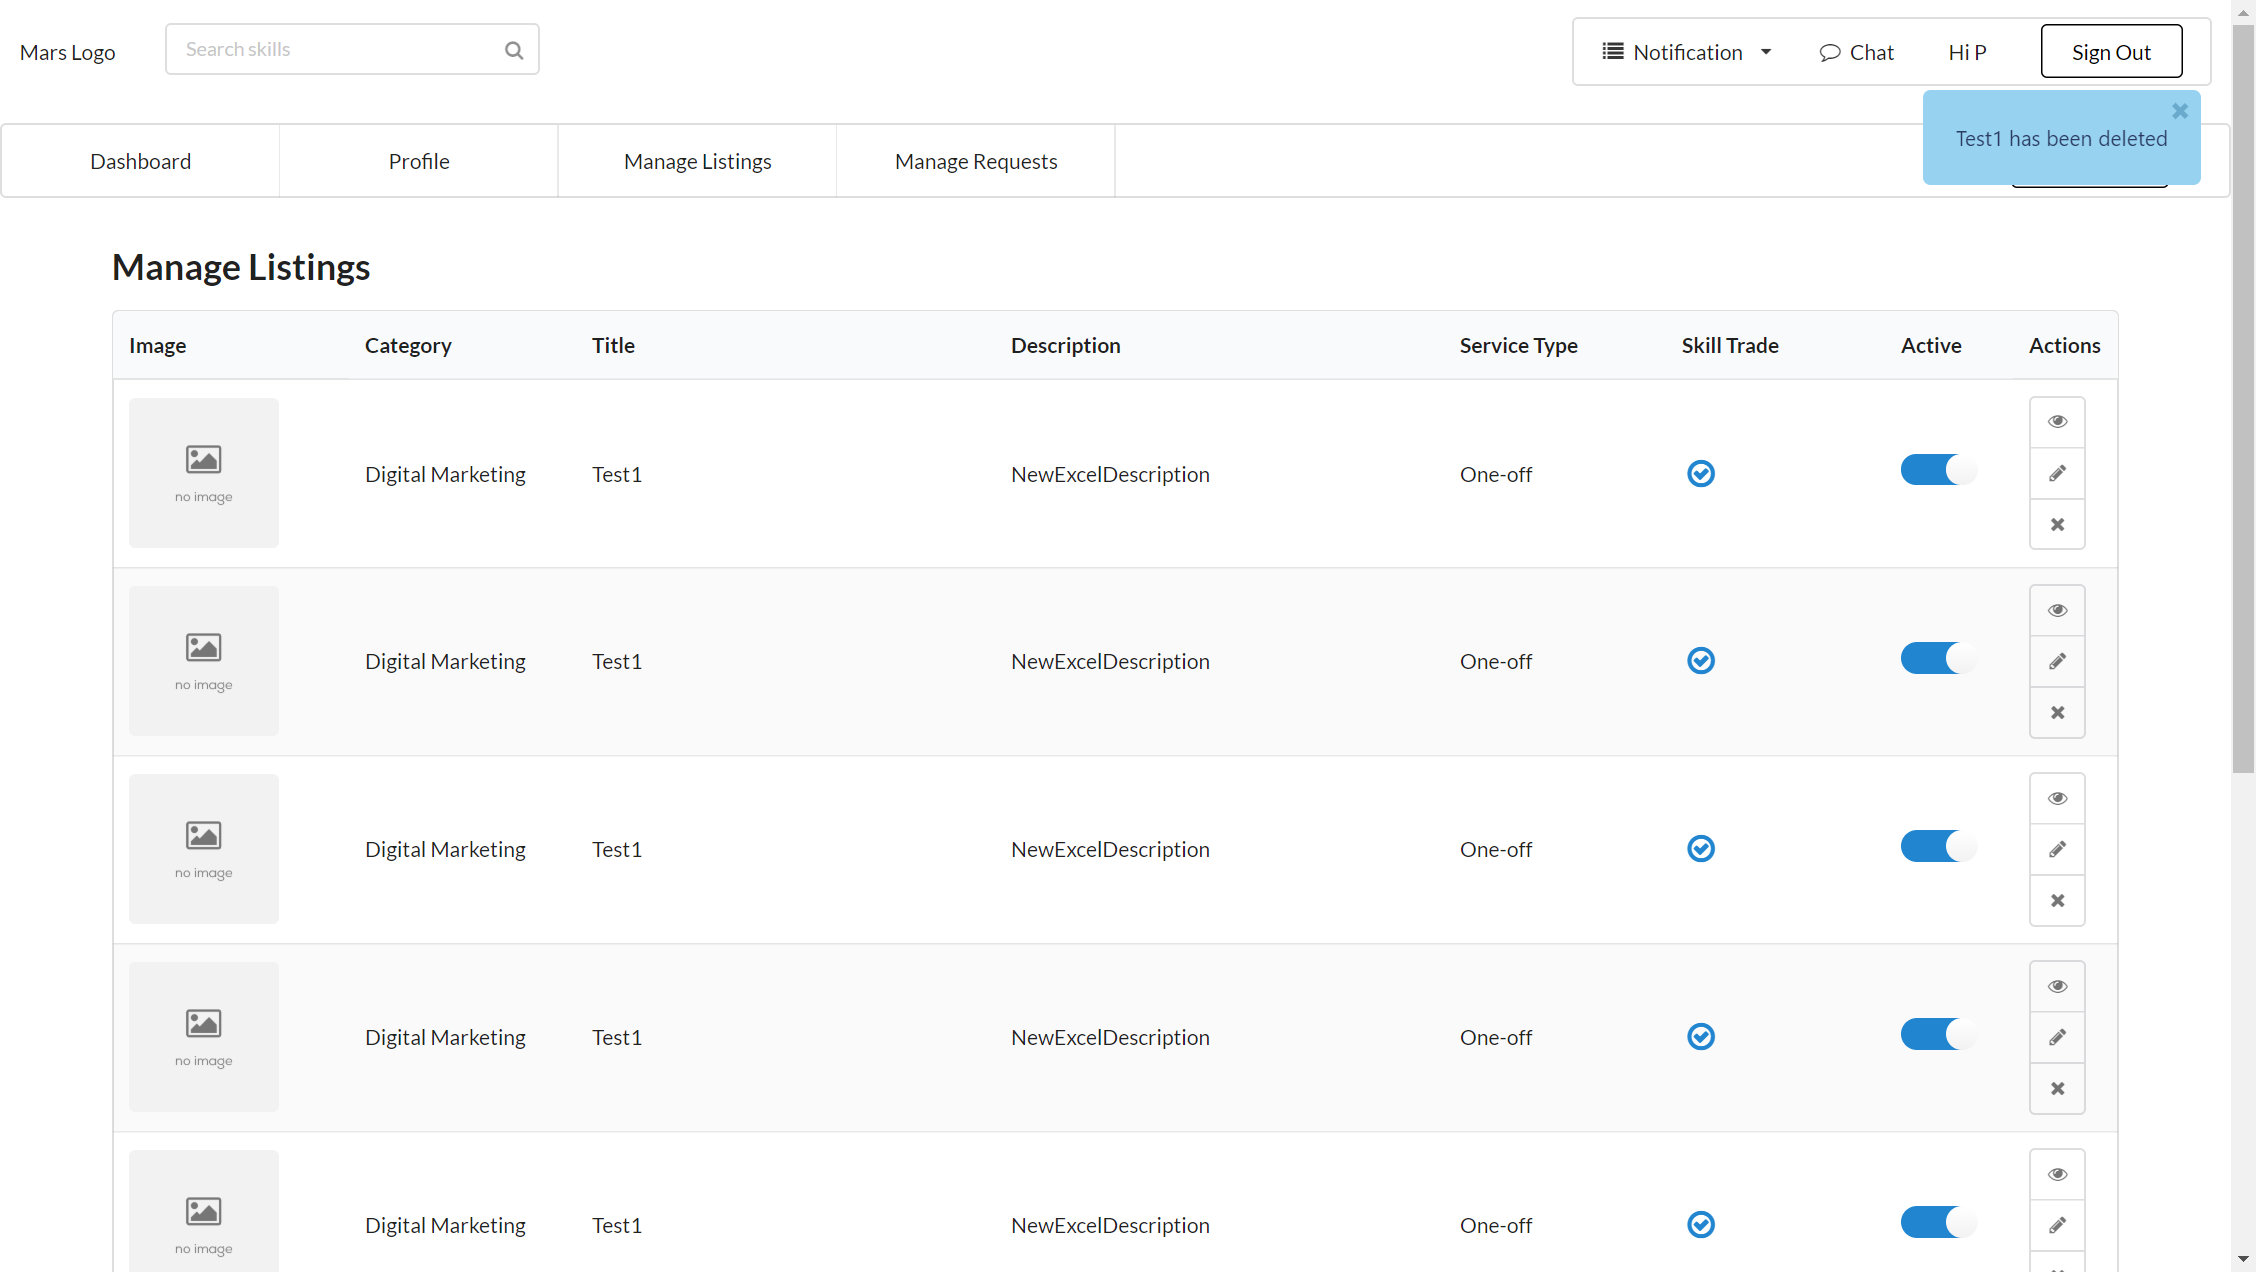 Mars Logo
Search skills
Notification
Chat
Hi P
Sign Out
Test1 has been deleted
Dashboard
Profile
Manage Listings
Manage Requests
Manage Listings
Image Category Title Description Service Type Skill Trade Active Actions
no image
Digital Marketing Test1 NewExcelDescription One-off
no image
Digital Marketing Test1 NewExcelDescription One-off
no image
Digital Marketing Test1 NewExcelDescription One-off
no image
Digital Marketing Test1 NewExcelDescription One-off
no image
Digital Marketing Test1 NewExcelDescription One-off